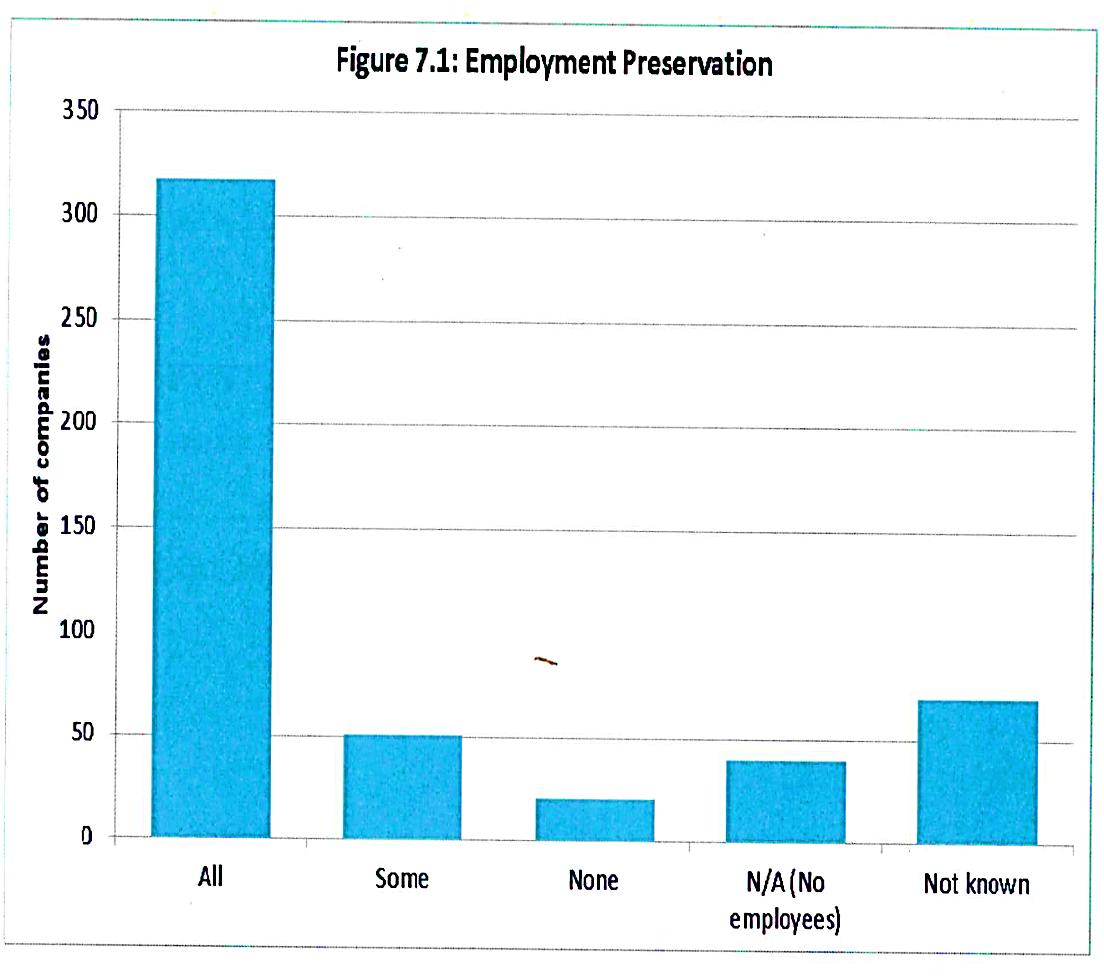 Figure 7.1: Employment Preservation
350
300
250
200
150
100
50
0
Number of companies
All
Some
None
N/A (No
employees)
Not known